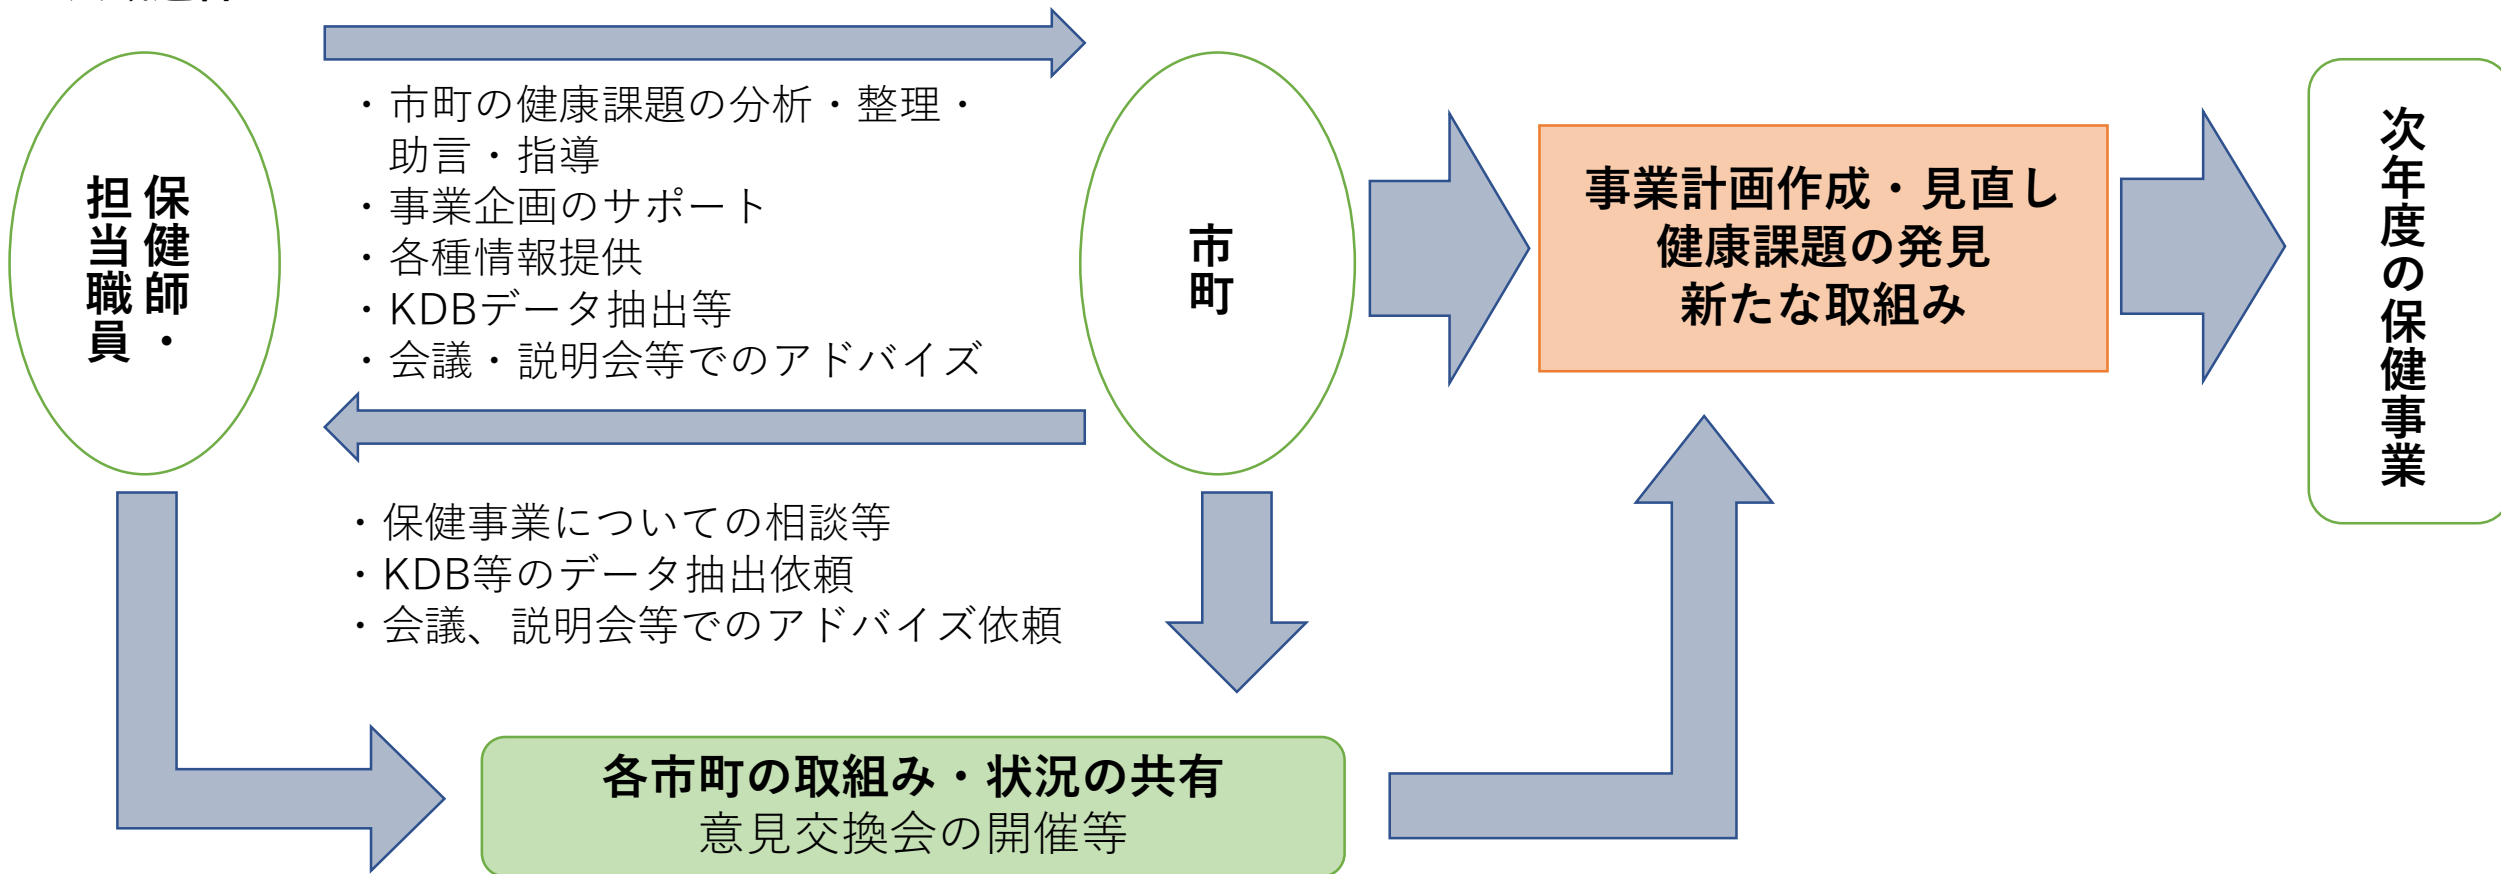 保健師・
担当職員
・市町の健康課題の分析・整理・
助言・指導
・事業企画のサポート
・各種情報提供
・KDBデータ抽出等
・会議・説明会等でのアドバイズ
・保健事業についての相談等
・KDB等のデータ抽出依頼
・会議、説明会等でのアドバイズ依頼
市町
事業計画作成・見直し
健康課題の発見
新たな取組み
次年度の保健事業
各市町の取組み・状況の共有
意見交換会の開催等